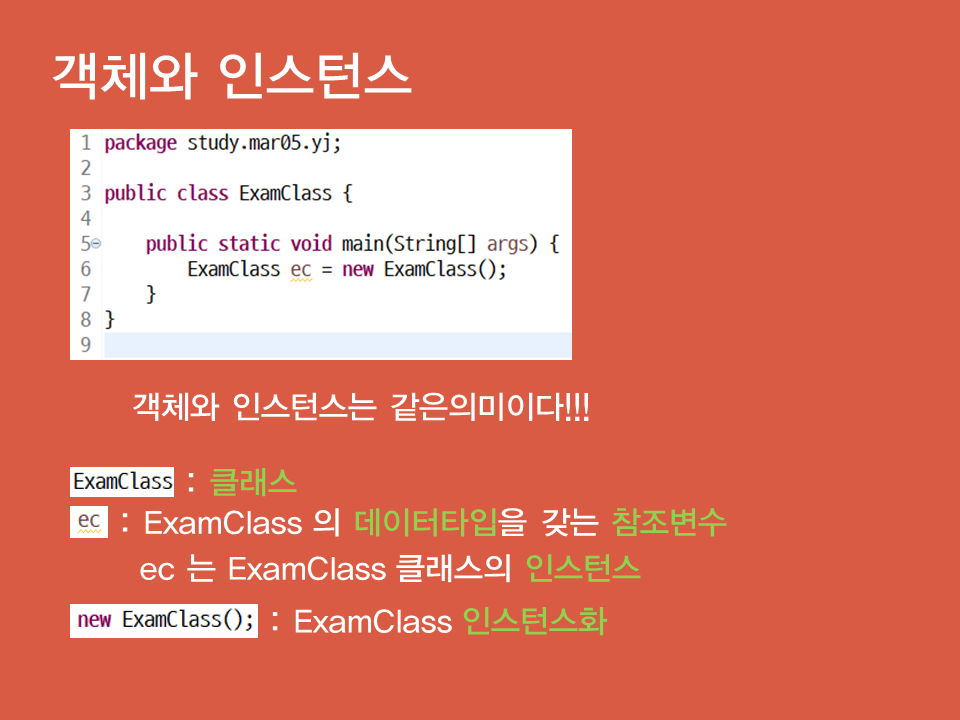 객체와 인스턴스
1 package study.mar05.yj;
2
3 public class ExamClass {
4
5 public static void main(String[] args) {
6 ExamClass ec = new ExamClass();
7 }
8 }
9
객체와 인스턴스는 같은의미이다!!!
ExamClass : 클래스
ec : ExamClass 의 데이터타입을 갖는 참조변수
ec 는 ExamClass 클래스의 인스턴스
new ExamClass(); : ExamClass 인스턴스화